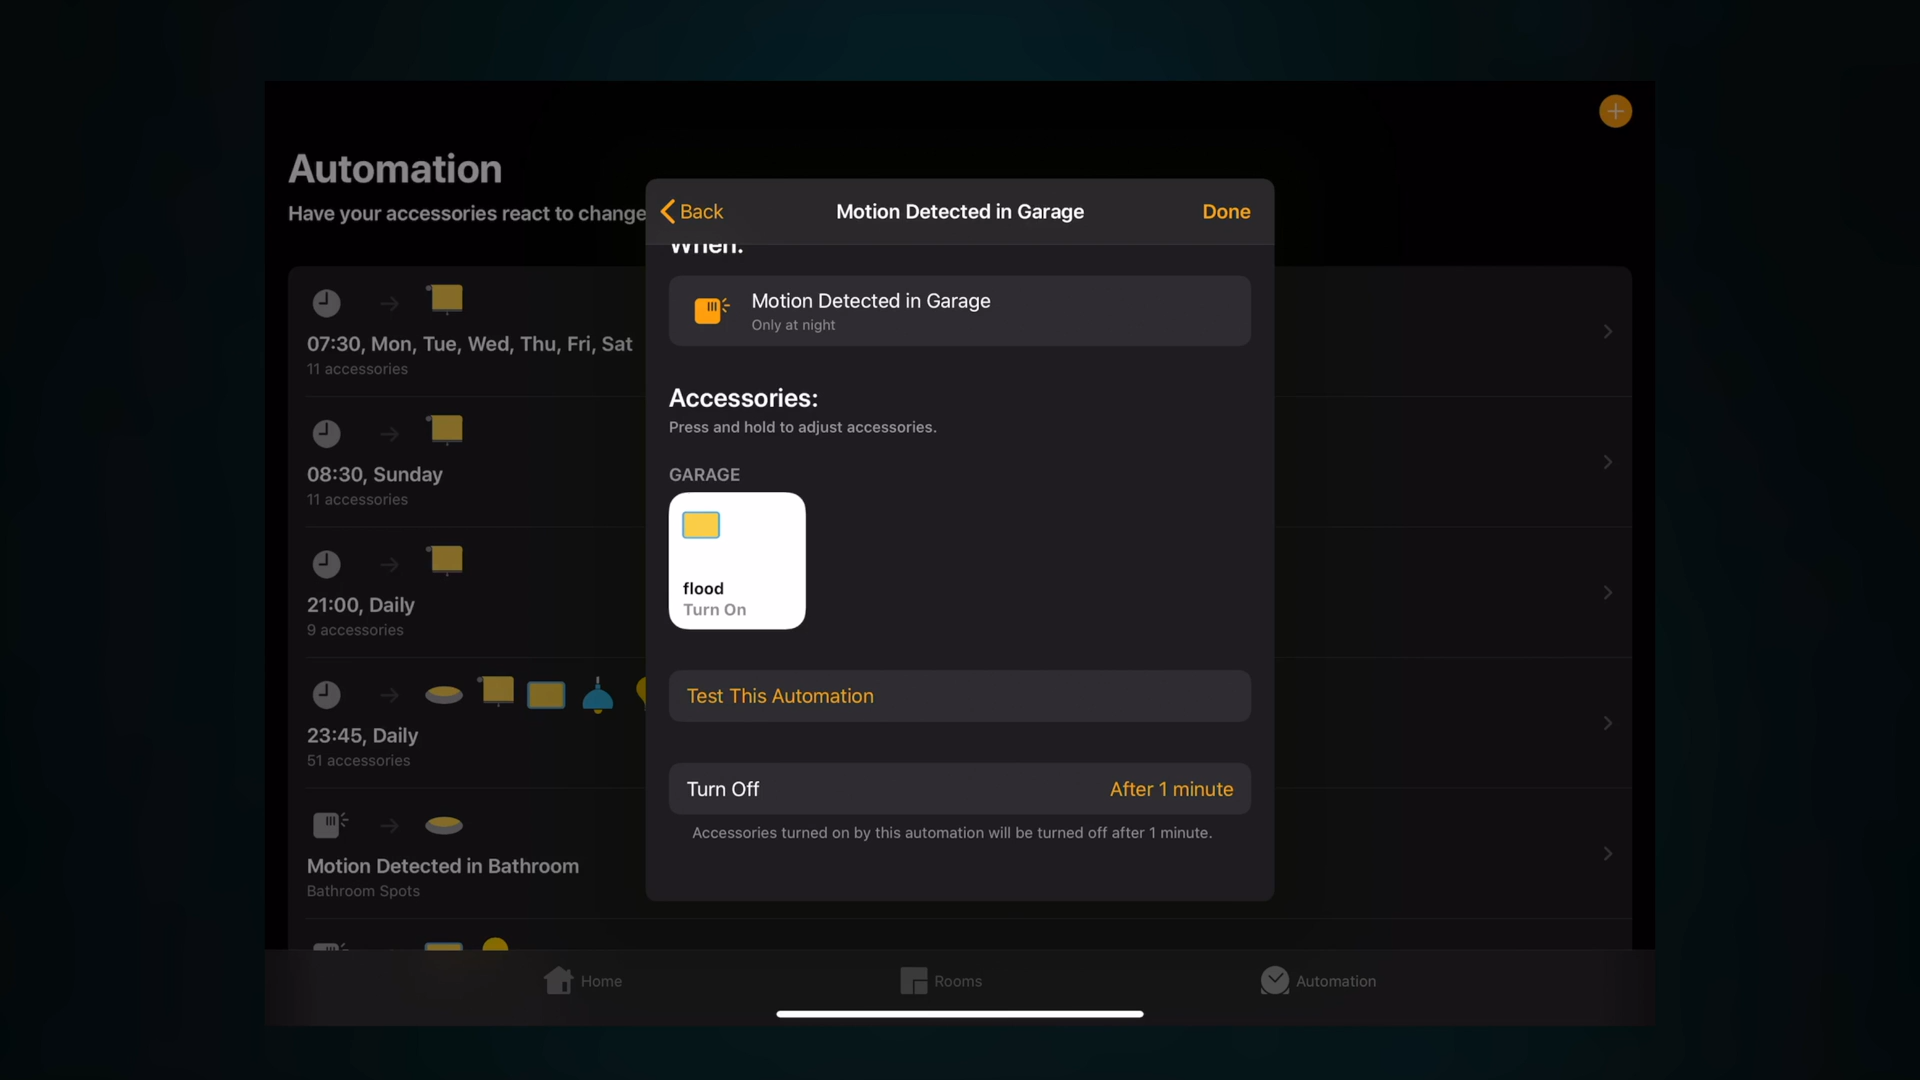 Automation
Have your accessories react to change
07:30, Mon, Tue, Wed, Thu, Fri, Sat
11 accessories
08:30, Sunday
11 accessories
21:00, Daily
9 accessories
23:45, Daily
51 accessories
Motion Detected in Bathroom
Bathroom Spots
Back
Motion Detected in Garage
Done
When:
Motion Detected in Garage
Only at night
Accessories:
Press and hold to adjust accessories.
GARAGE
flood
Turn On
Test This Automation
Turn Off
After 1 minute
Accessories turned on by this automation will be turned off after 1 minute.
Home
Rooms
Automation